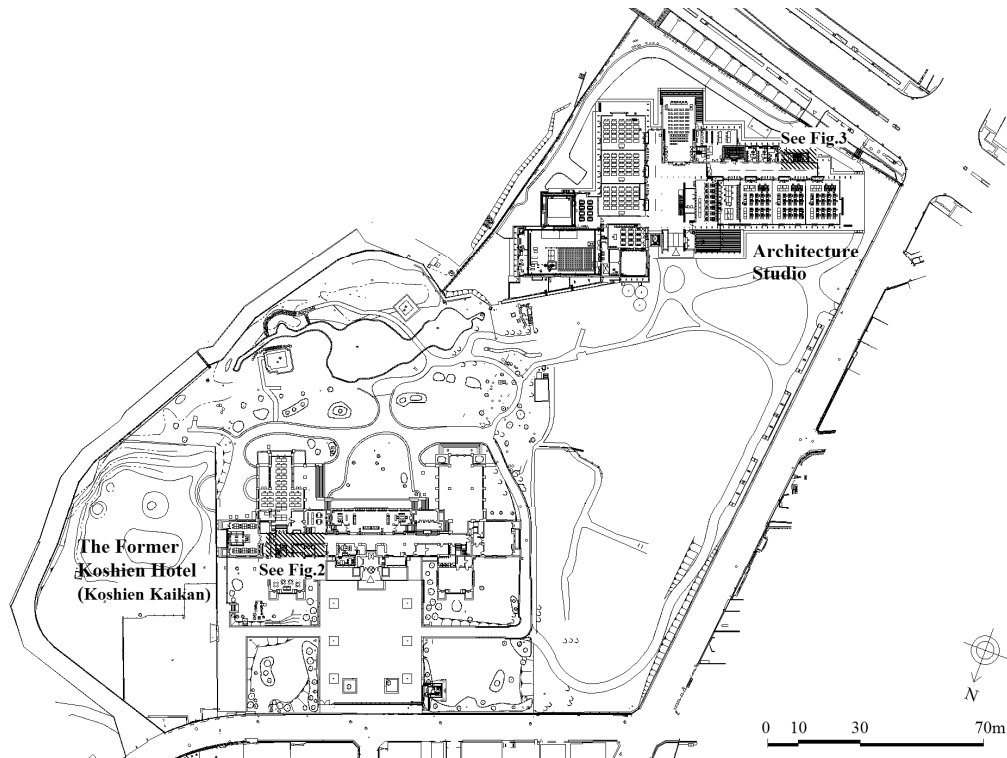 See Fig.3
Architecture
Studio
The Former
Koshien Hotel
(Koshien Kaikan)
See Fig.2
N
0 10 30 70m